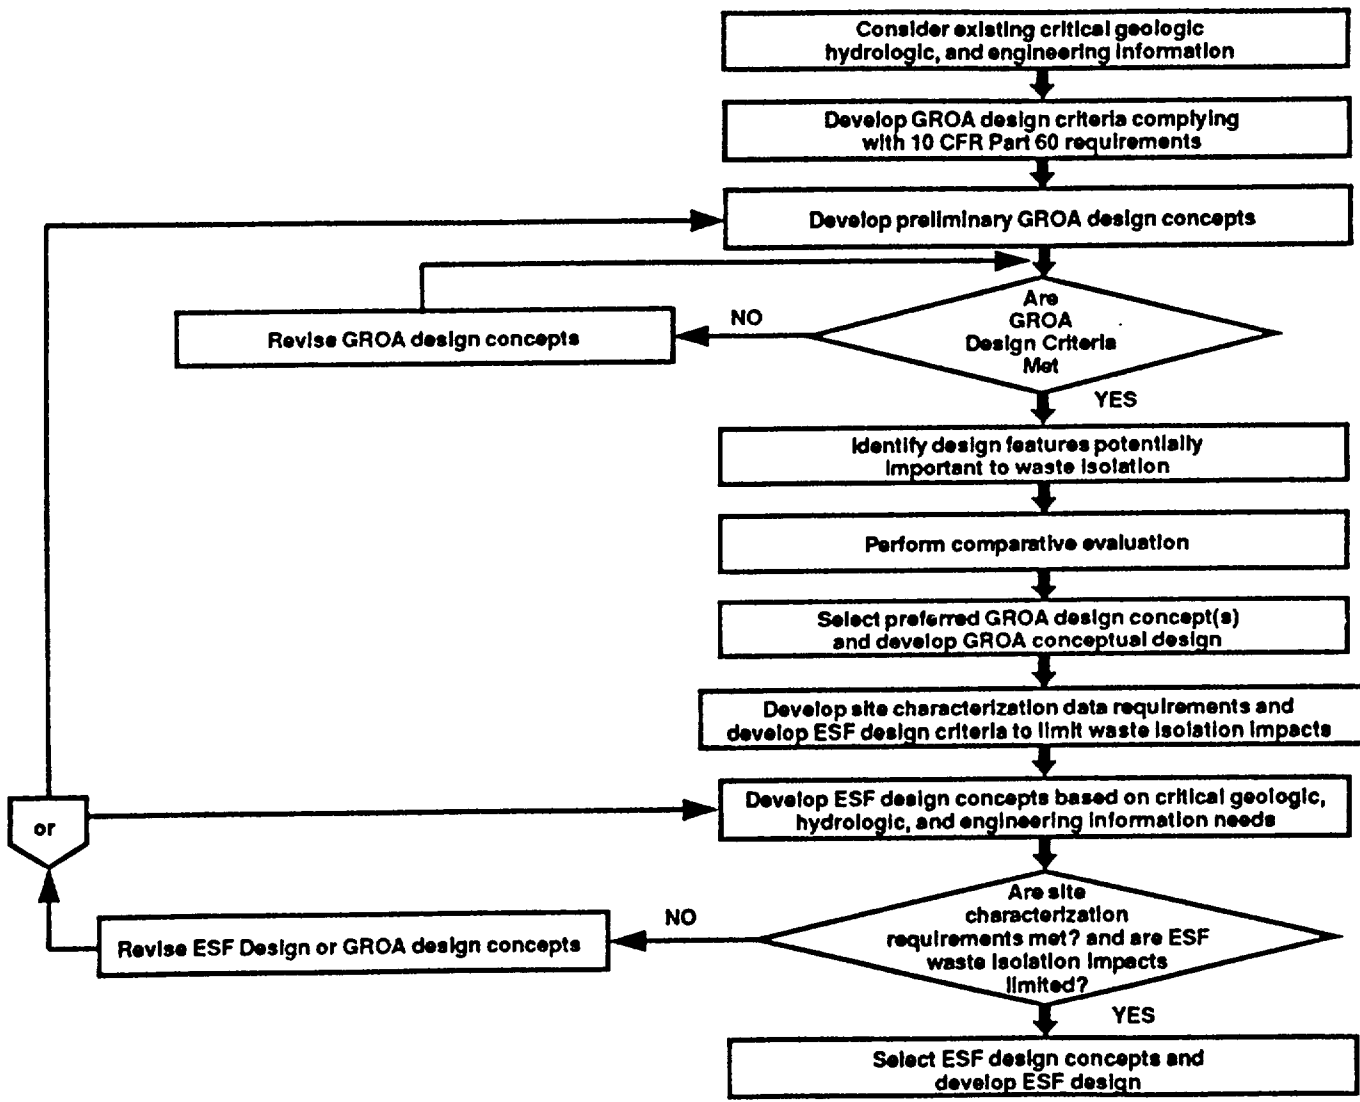 Consider existing critical geologic
hydrologic, and engineering information
Develop GROA design criteria complying
with 10 CFR Part 60 requirements
Develop preliminary GROA design concepts
Are
GROA
Design Criteria
Met
NO
Revise GROA design concepts
YES
Identify design features potentially
important to waste isolation
Perform comparative evaluation
Select preferred GROA design concept(s)
and develop GROA conceptual design
Develop site characterization data requirements and
develop ESF design criteria to limit waste isolation impacts
Develop ESF design concepts based on critical geologic,
hydrologic, and engineering information needs
or
Are site
characterization
requirements met? and are ESF
waste isolation impacts
limited?
NO
Revise ESF Design or GROA design concepts
YES
Select ESF design concepts and
develop ESF design